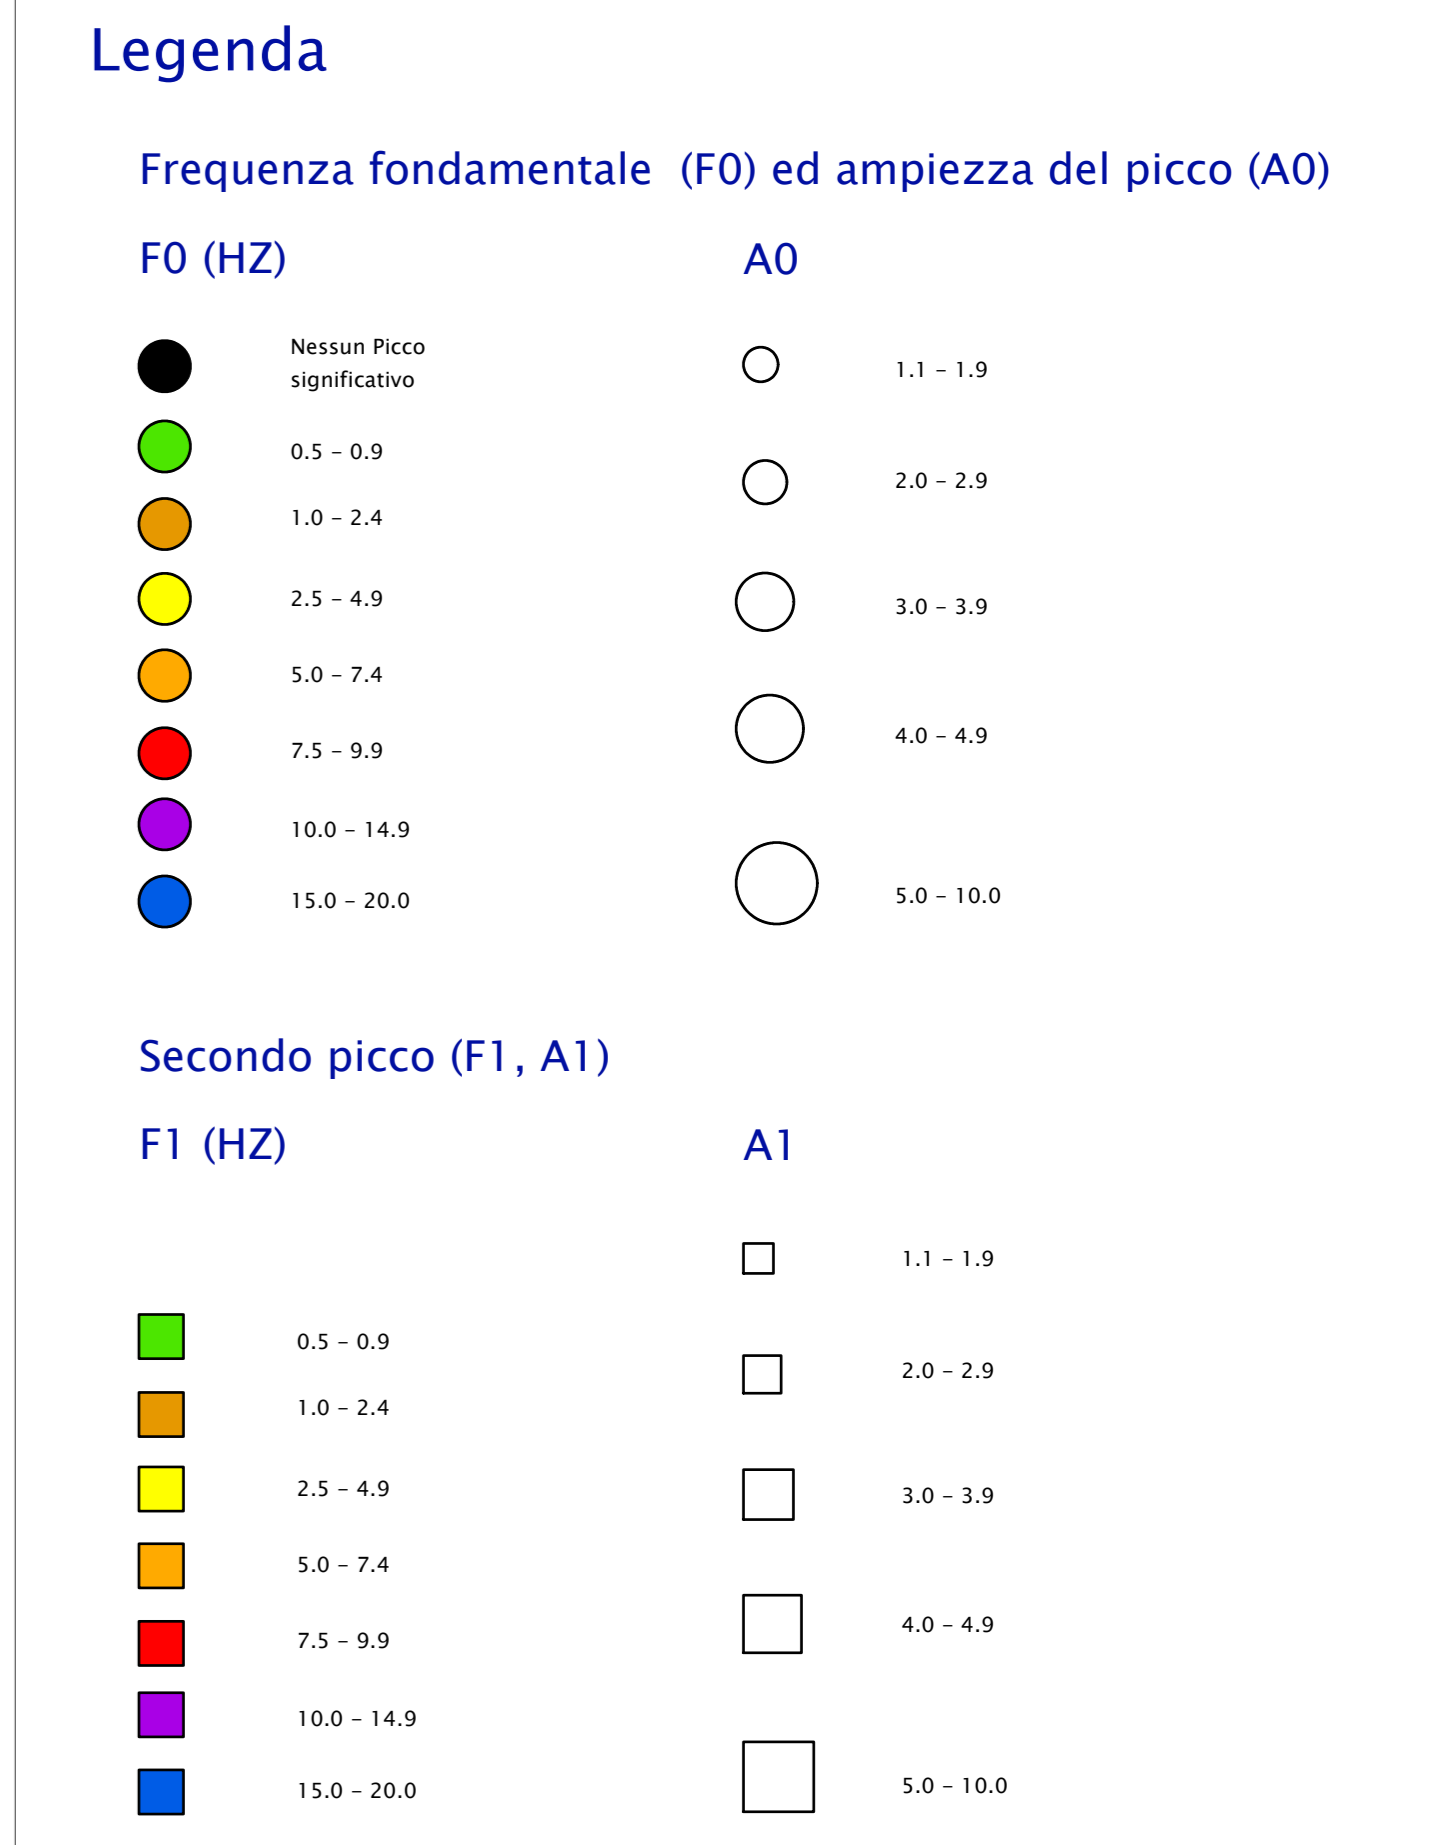 Legenda
Frequenza fondamentale (F0) ed ampiezza del picco (A0)
F0 (HZ)
A0
Nessun Picco
significativo
0.5 – 0.9
1.0 – 2.4
2.5 – 4.9
5.0 – 7.4
7.5 – 9.9
10.0 – 14.9
15.0 – 20.0
1.1 – 1.9
2.0 – 2.9
3.0 – 3.9
4.0 – 4.9
5.0 – 10.0
Secondo picco (F1, A1)
F1 (HZ)
A1
0.5 – 0.9
1.0 – 2.4
2.5 – 4.9
5.0 – 7.4
7.5 – 9.9
10.0 – 14.9
15.0 – 20.0
1.1 – 1.9
2.0 – 2.9
3.0 – 3.9
4.0 – 4.9
5.0 – 10.0